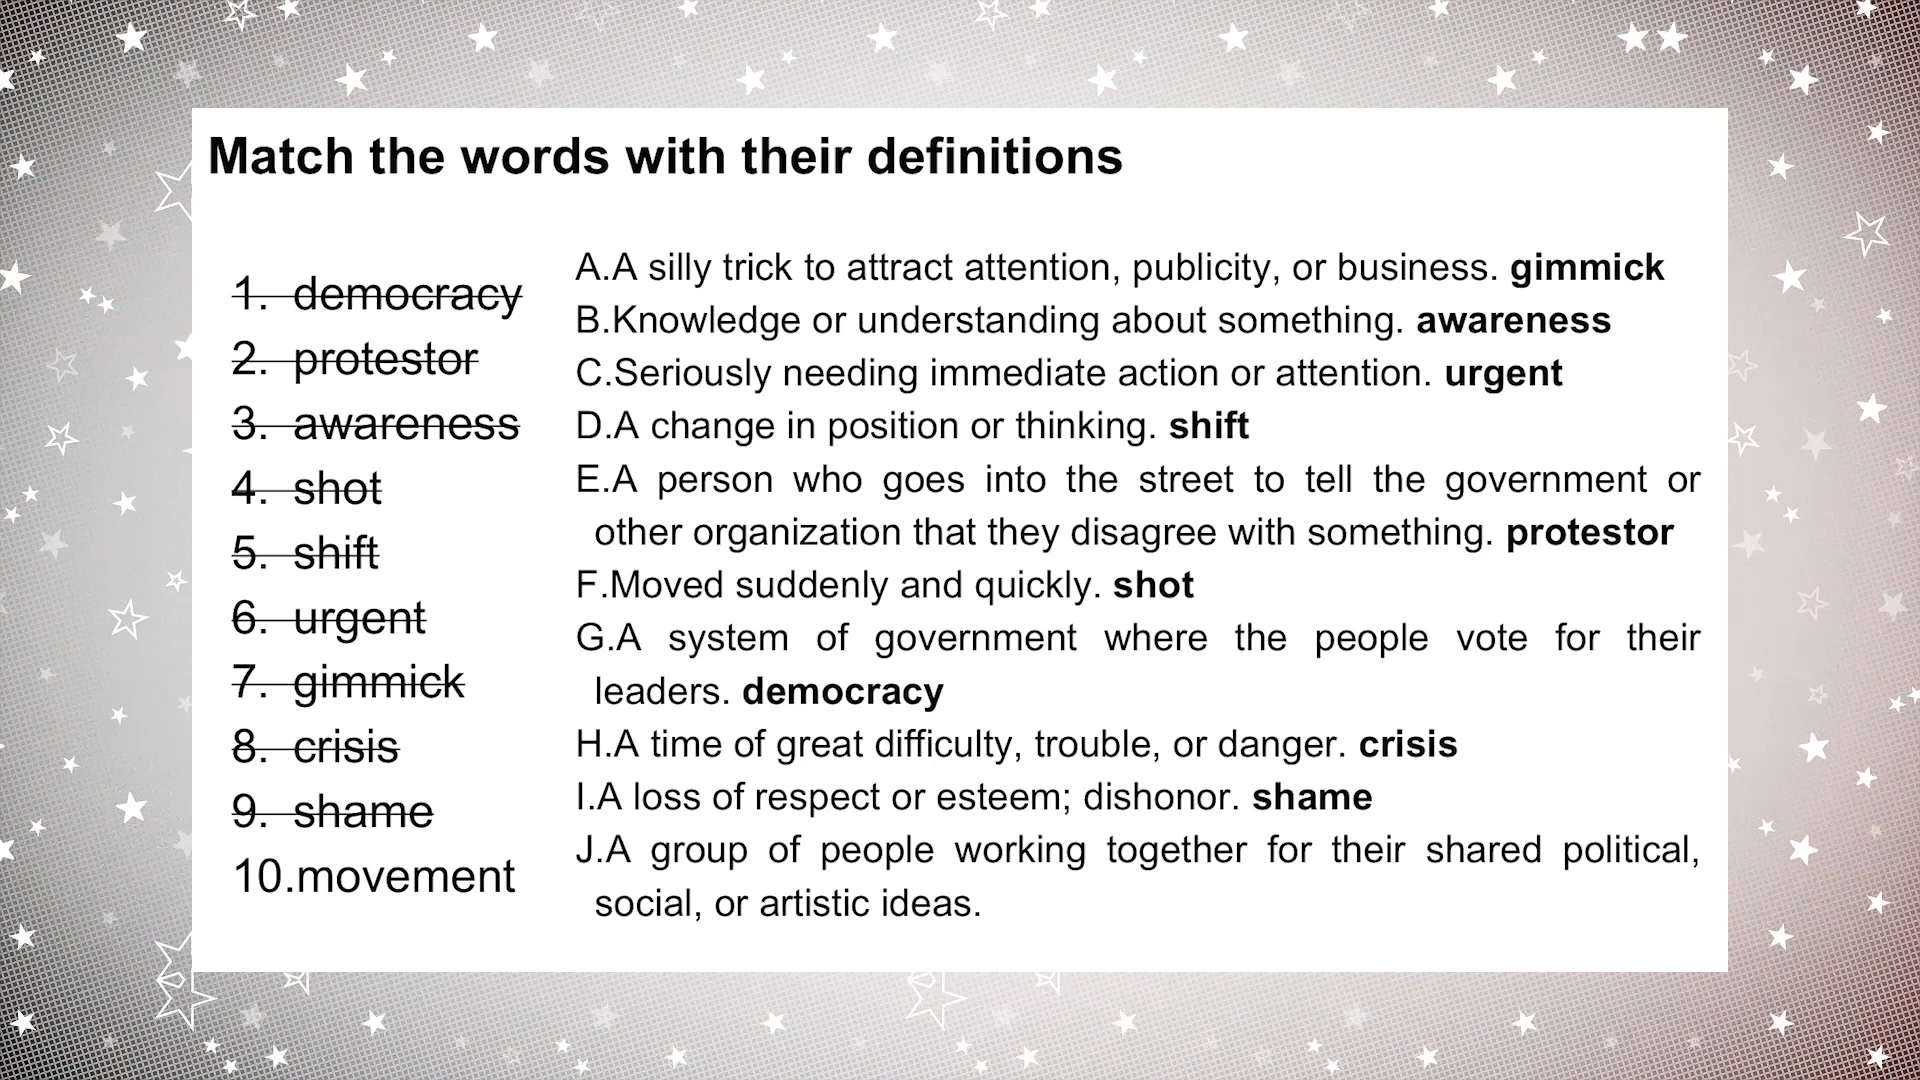 Match the words with their definitions
1. democracy
2. protestor
3. awareness
4. shot
5. shift
6. urgent
7. gimmick
8. crisis
9. shame
10.movement
A.A silly trick to attract attention, publicity, or business. gimmick
B.Knowledge or understanding about something. awareness
C.Seriously needing immediate action or attention. urgent
D.A change in position or thinking. shift
E.A person who goes into the street to tell the government or
other organization that they disagree with something. protestor
F.Moved suddenly and quickly. shot
G.A system of government where the people vote for their
leaders. democracy
H.A time of great difficulty, trouble, or danger. crisis
I.A loss of respect or esteem; dishonor. shame
J.A group of people working together for their shared political,
social, or artistic ideas.